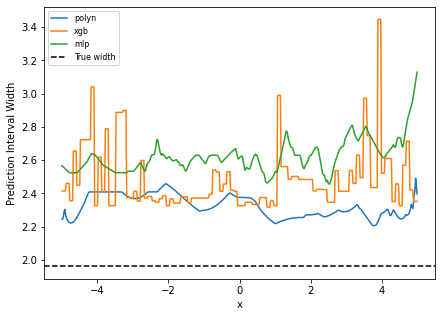 polyn
xgb
mlp
True width
Prediction Interval Width
3.4
3.2
3.0
2.8
2.6
2.4
2.2
2.0
−4
−2
0
2
4
x